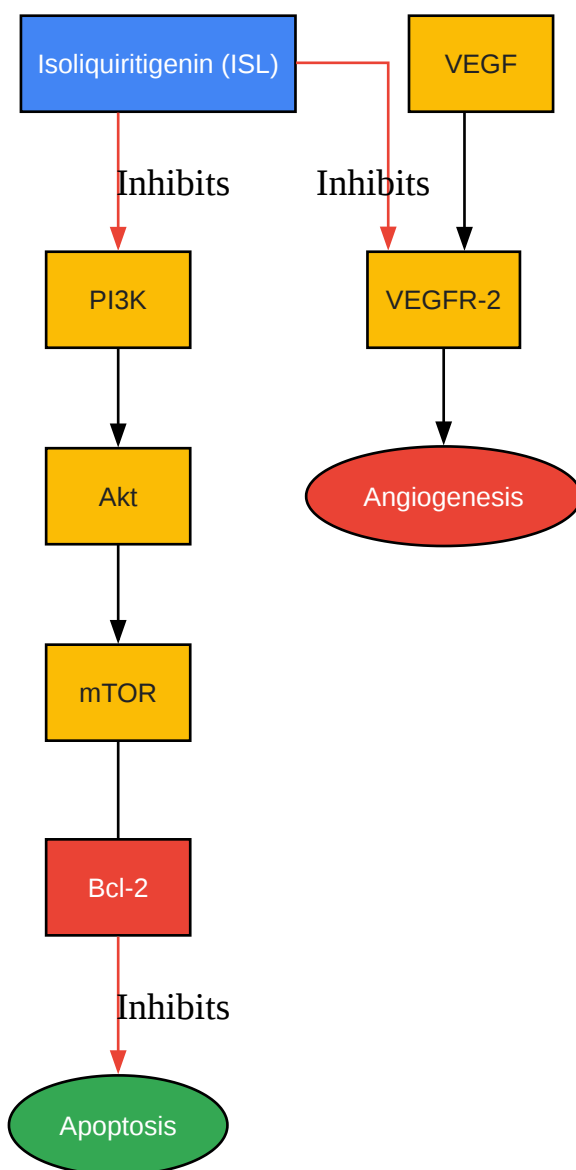 Isoliquiritigenin (ISL)
VEGF
Inhibits
Inhibits
PI3K
VEGFR-2
Akt
Angiogenesis
mTOR
Bcl-2
Inhibits
Apoptosis